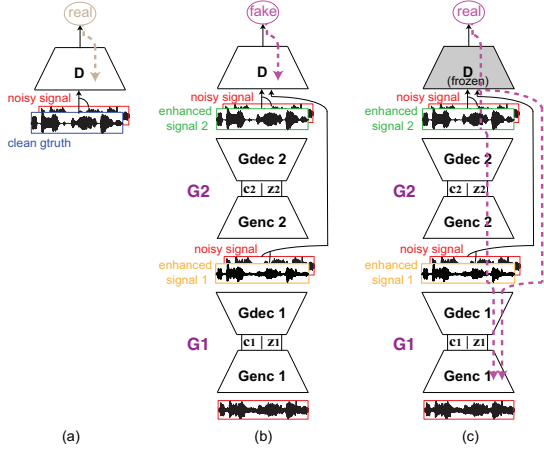 real
D
noisy signal
clean gtruth
(a)
fake
D
noisy signal
enhanced
signal 2
Gdec 2
G2
c2 | z2
Genc 2
noisy signal
enhanced
signal 1
Gdec 1
G1
c1 | z1
Genc 1
(b)
real
D
(frozen)
noisy signal
enhanced
signal 2
Gdec 2
G2
c2 | z2
Genc 2
noisy signal
enhanced
signal 1
Gdec 1
G1
c1 | z1
Genc 1
(c)